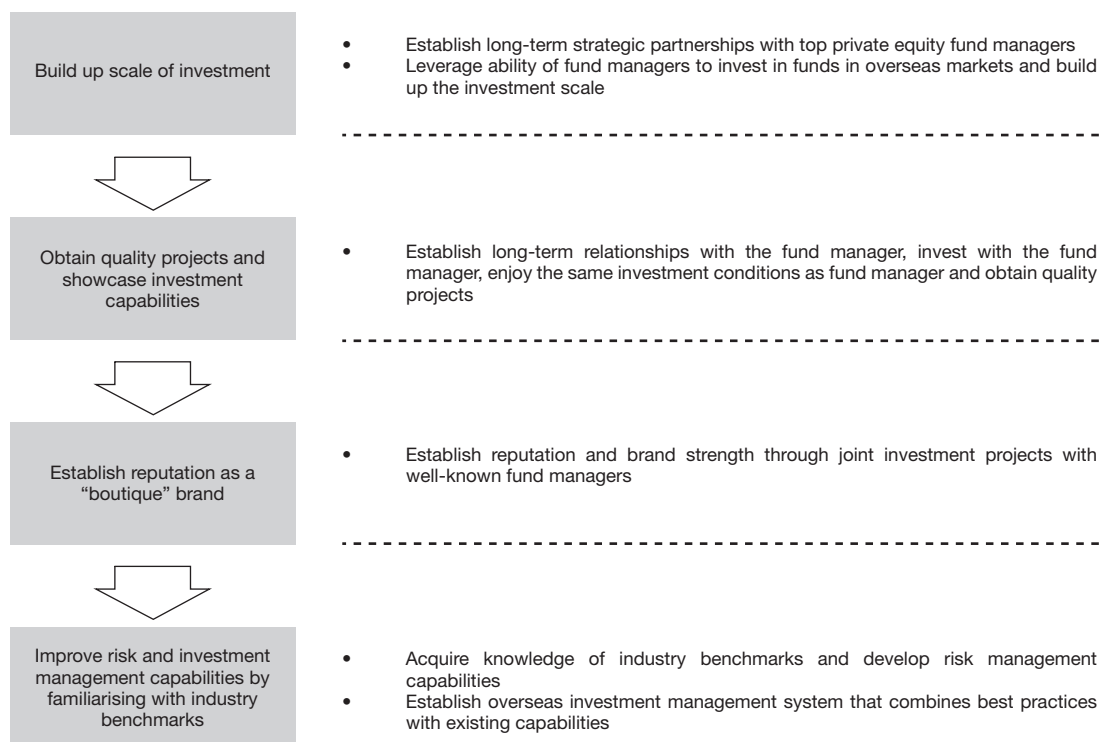 Build up scale of investment
• Establish long-term strategic partnerships with top private equity fund managers
• Leverage ability of fund managers to invest in funds in overseas markets and build
up the investment scale
Obtain quality projects and
showcase investment
capabilities
• Establish long-term relationships with the fund manager, invest with the fund
manager, enjoy the same investment conditions as fund manager and obtain quality
projects
Establish reputation as a
“boutique” brand
• Establish reputation and brand strength through joint investment projects with
well-known fund managers
Improve risk and investment
management capabilities by
familiarising with industry
benchmarks
• Acquire knowledge of industry benchmarks and develop risk management
capabilities
• Establish overseas investment management system that combines best practices
with existing capabilities